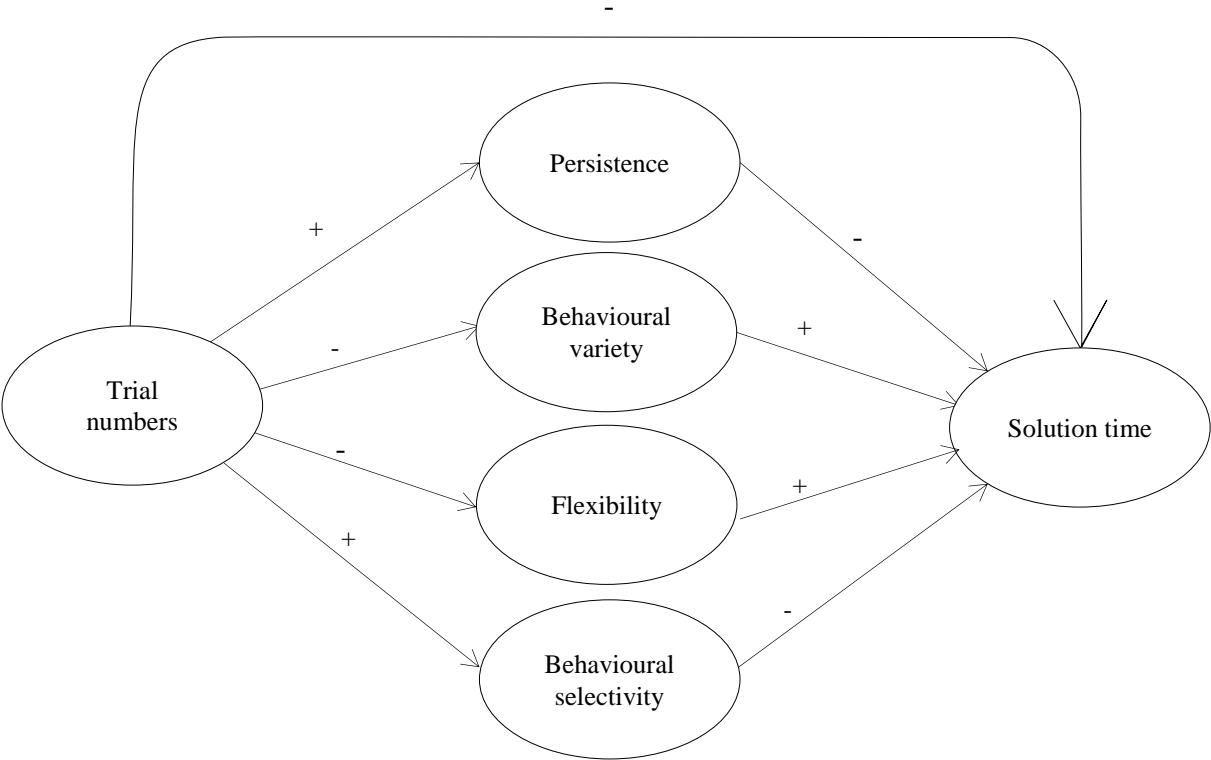 -
Persistence
+
-
Behavioural
variety
-
+
Trial
numbers
Solution time
-
+
Flexibility
+
-
Behavioural
selectivity